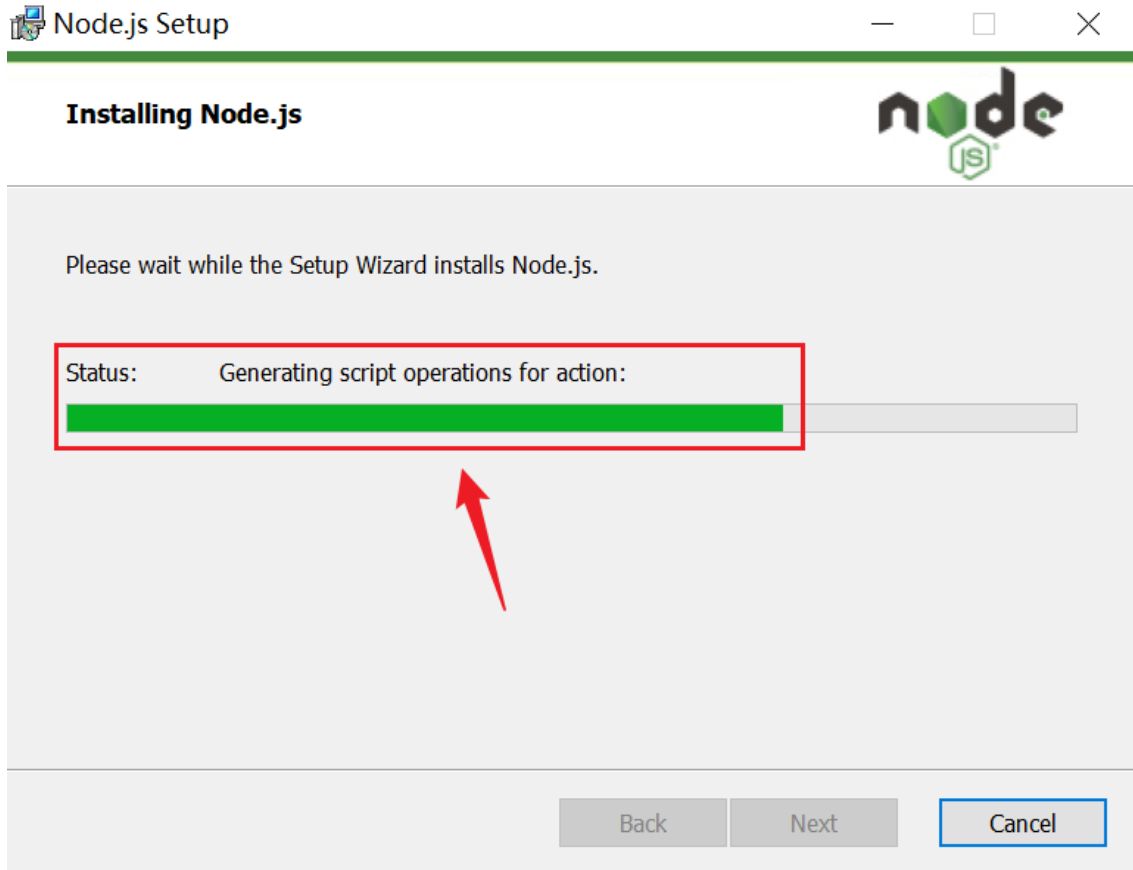 Node.js Setup
Installing Node.js
node
JS
Please wait while the Setup Wizard installs Node.js.
Status: Generating script operations for action:
Back Next Cancel